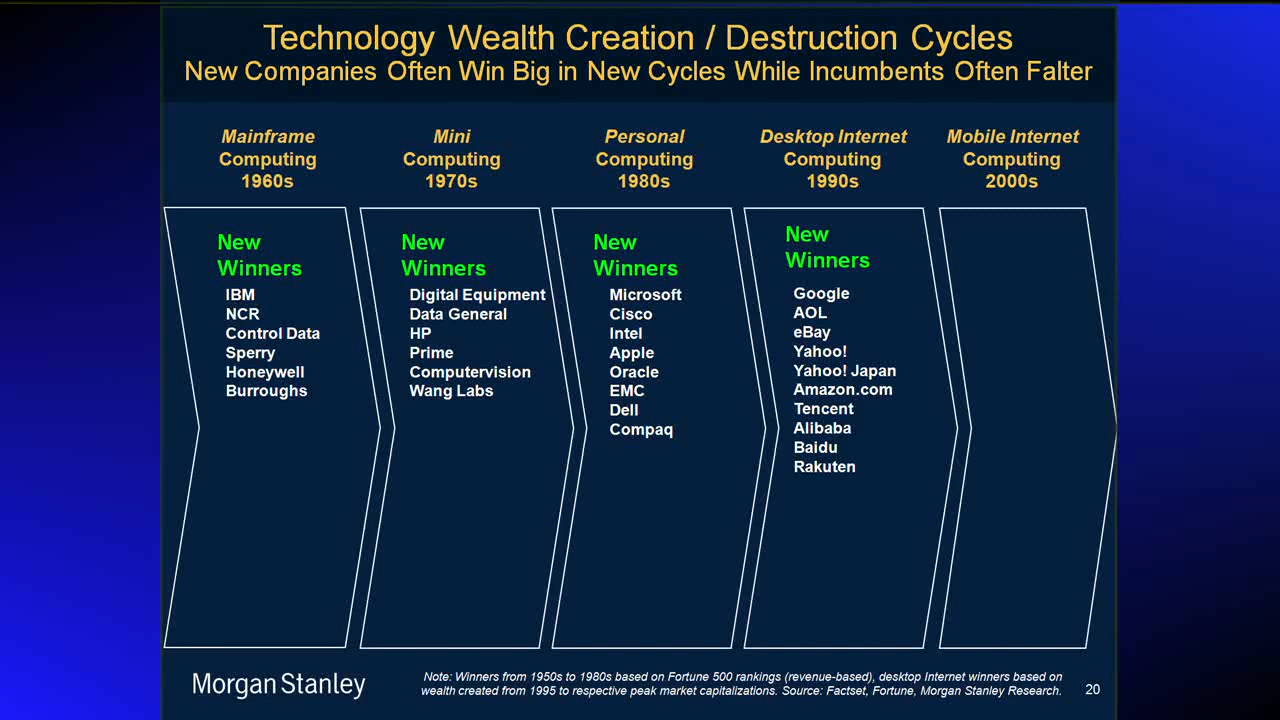 Technology Wealth Creation / Destruction Cycles
New Companies Often Win Big in New Cycles While Incumbents Often Falter
Mainframe
Computing
1960s
Mini
Computing
1970s
Personal
Computing
1980s
Desktop Internet
Computing
1990s
Mobile Internet
Computing
2000s
New
Winners
IBM
NCR
Control Data
Sperry
Honeywell
Burroughs
New
Winners
Digital Equipment
Data General
HP
Prime
Computervision
Wang Labs
New
Winners
Microsoft
Cisco
Intel
Apple
Oracle
EMC
Dell
Compaq
New
Winners
Google
AOL
eBay
Yahoo!
Yahoo! Japan
Amazon.com
Tencent
Alibaba
Baidu
Rakuten
Morgan Stanley
Note: Winners from 1950s to 1980s based on Fortune 500 rankings (revenue-based), desktop Internet winners based on
wealth created from 1995 to respective peak market capitalizations. Source: Factset, Fortune, Morgan Stanley Research.
20